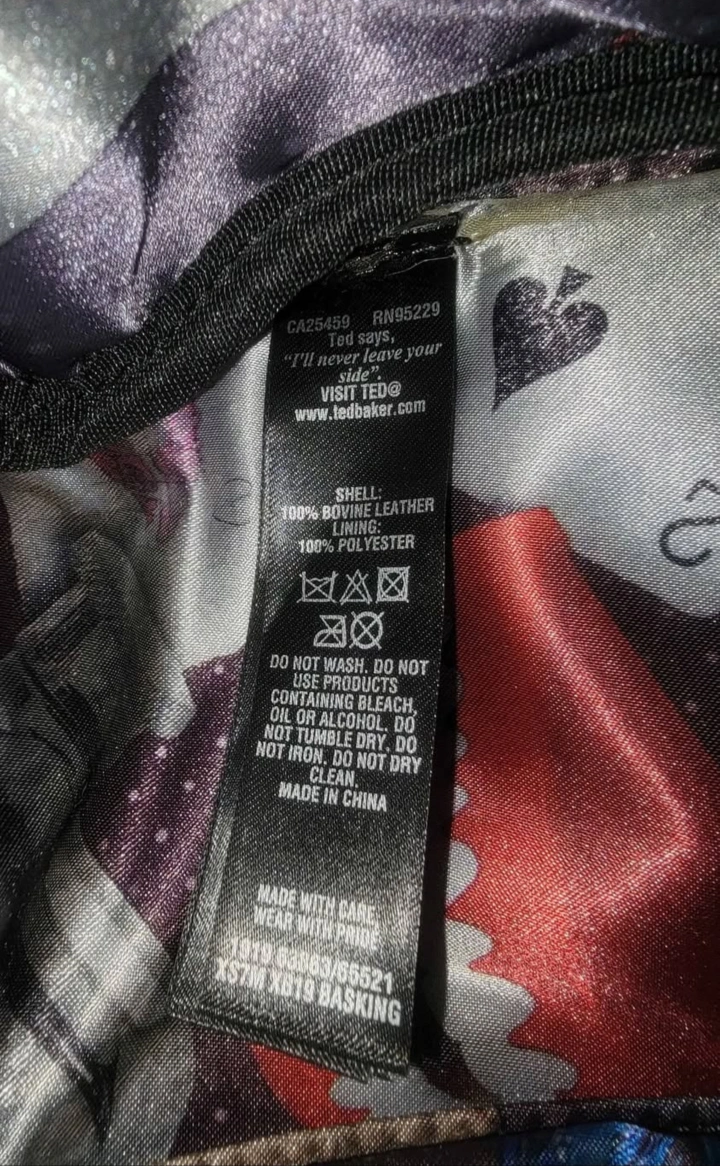 CA25459 RN95229
Ted says,
“I'll never leave your
side”.
VISIT TED@
www.tedbaker.com
SHELL:
100% BOVINE LEATHER
LINING:
100% POLYESTER
DO NOT WASH. DO NOT
USE PRODUCTS
CONTAINING BLEACH,
OIL OR ALCOHOL. DO
NOT TUMBLE DRY. DO
NOT IRON. DO NOT DRY
CLEAN.
MADE IN CHINA
MADE WITH CARE,
WEAR WITH PRIDE
XS7M XB19 BASKING